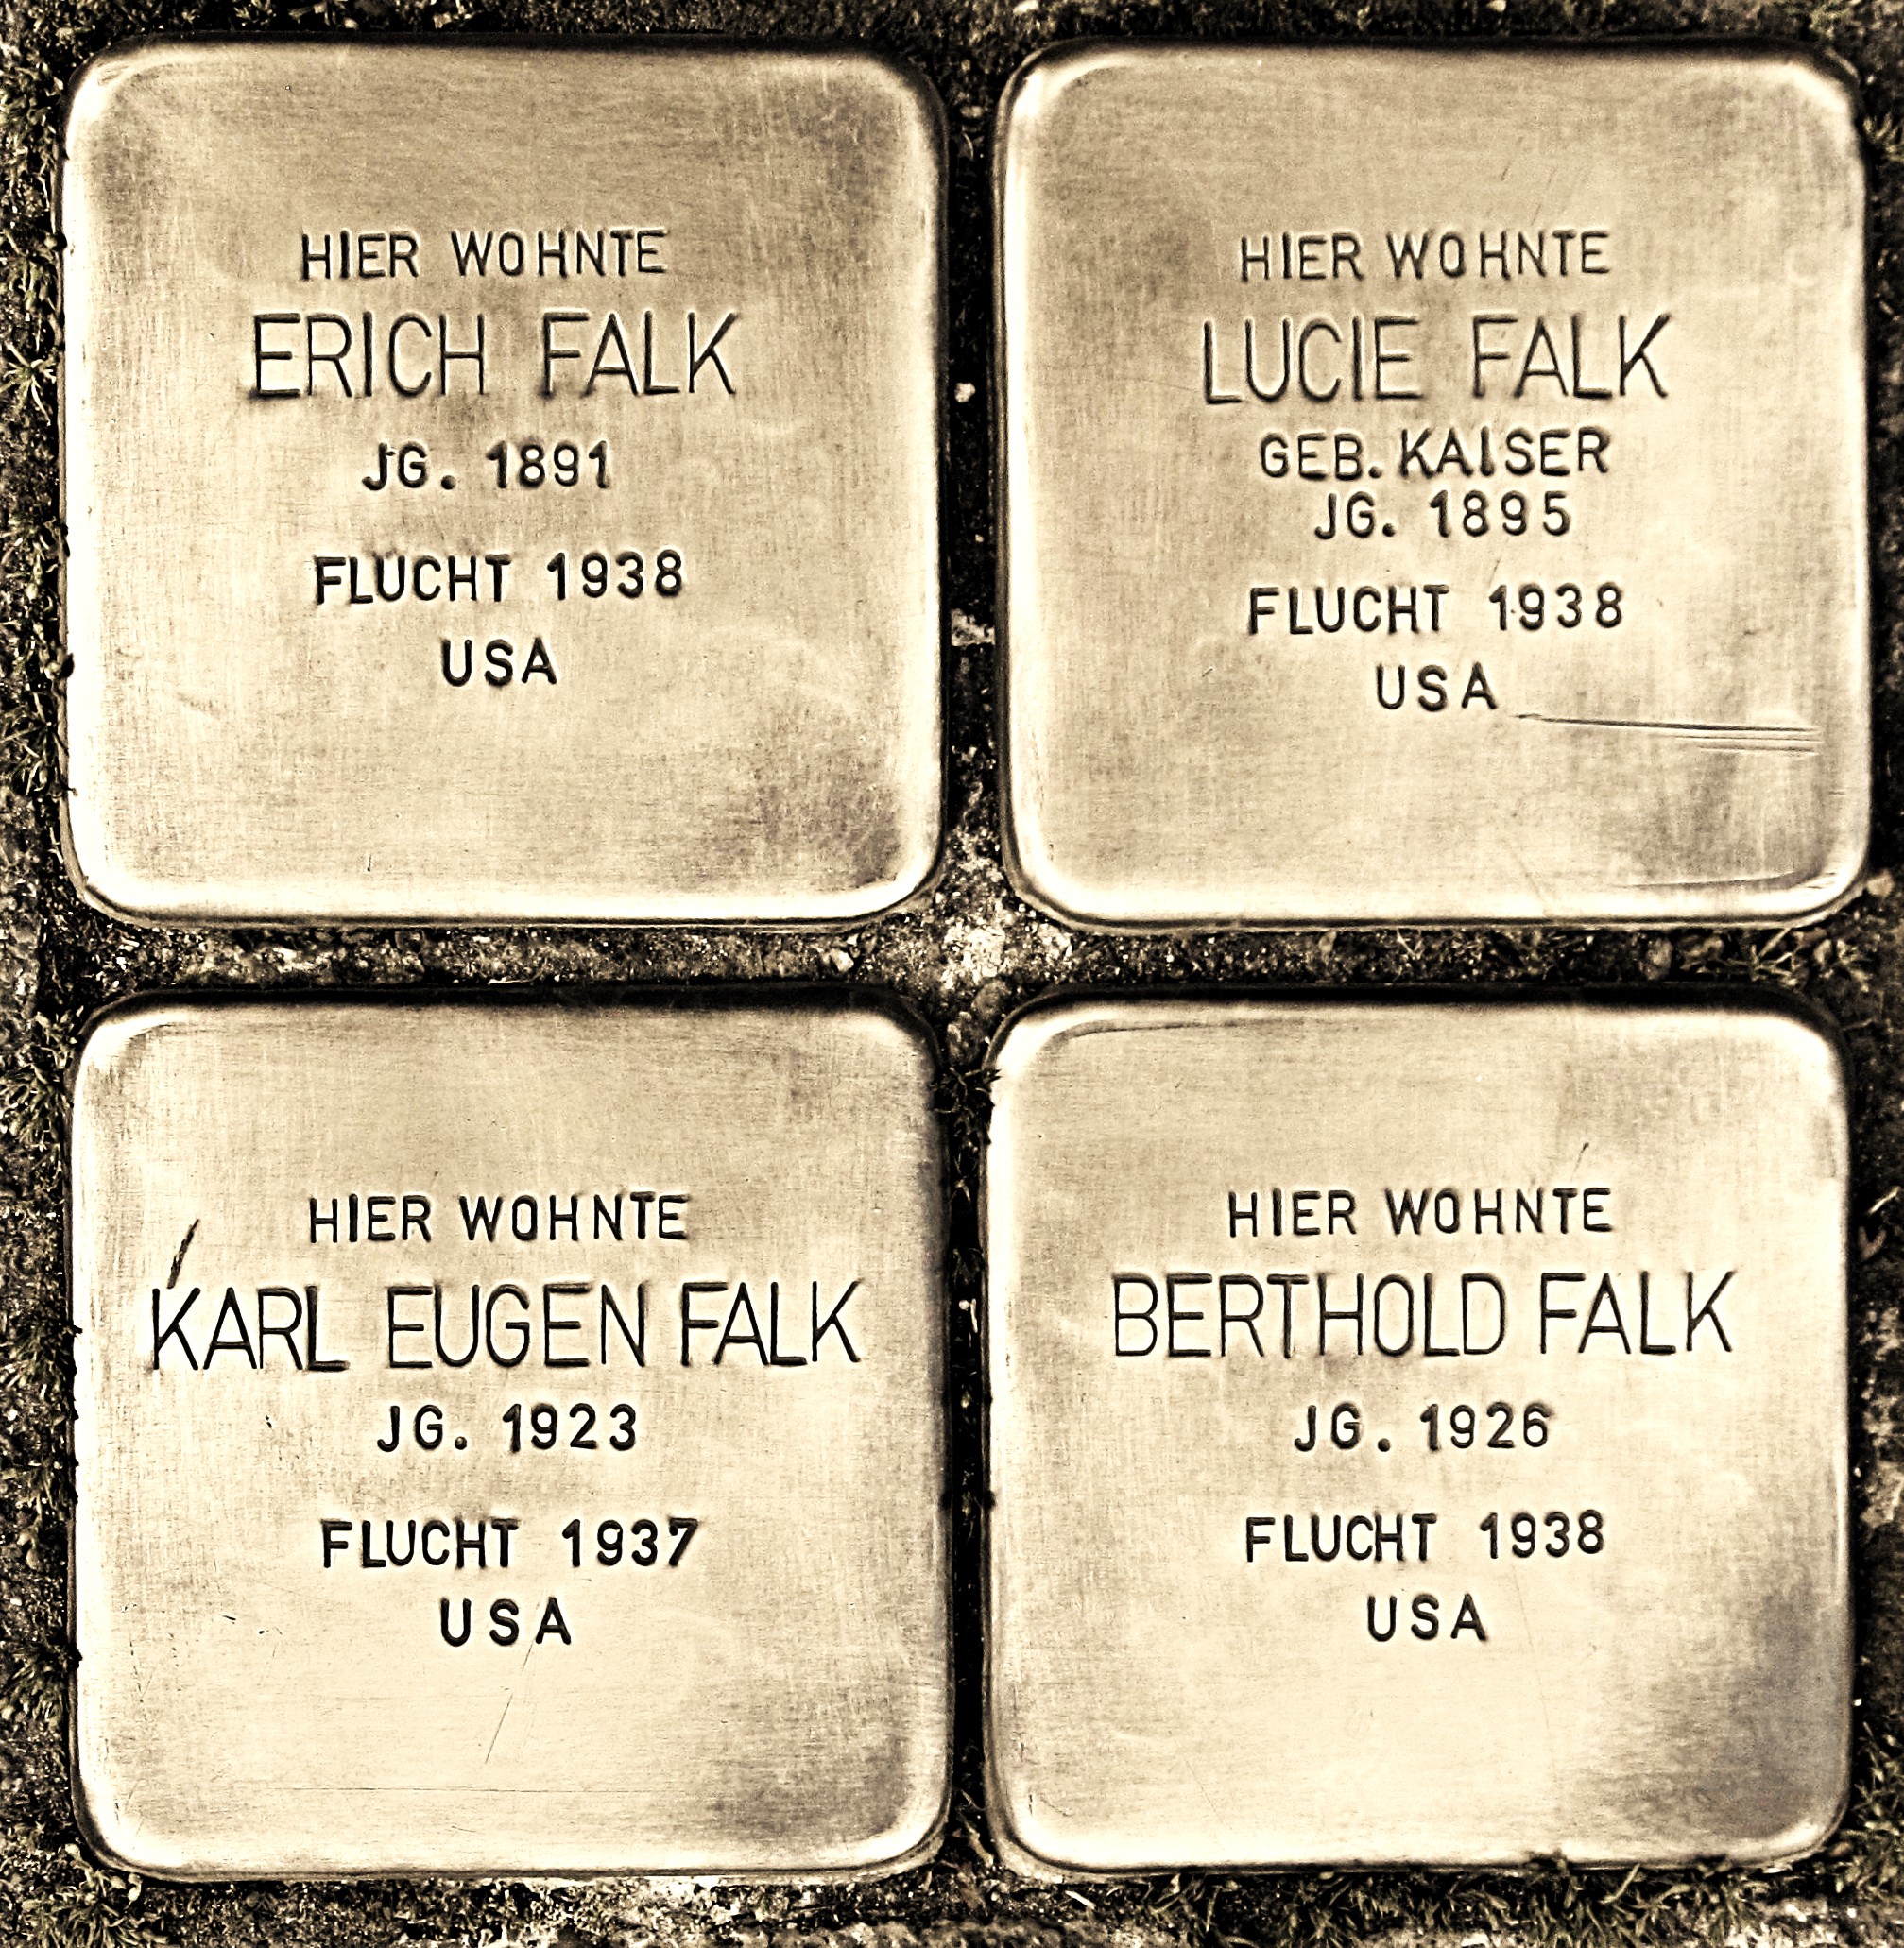 HIER WOHNTE
ERICH FALK
JG. 1891
FLUCHT 1938
USA
HIER WOHNTE
LUCIE FALK
GEB. KAISER
JG. 1895
FLUCHT 1938
USA
HIER WOHNTE
KARL EUGEN FALK
JG. 1923
FLUCHT 1937
USA
HIER WOHNTE
BERTHOLD FALK
JG. 1926
FLUCHT 1938
USA